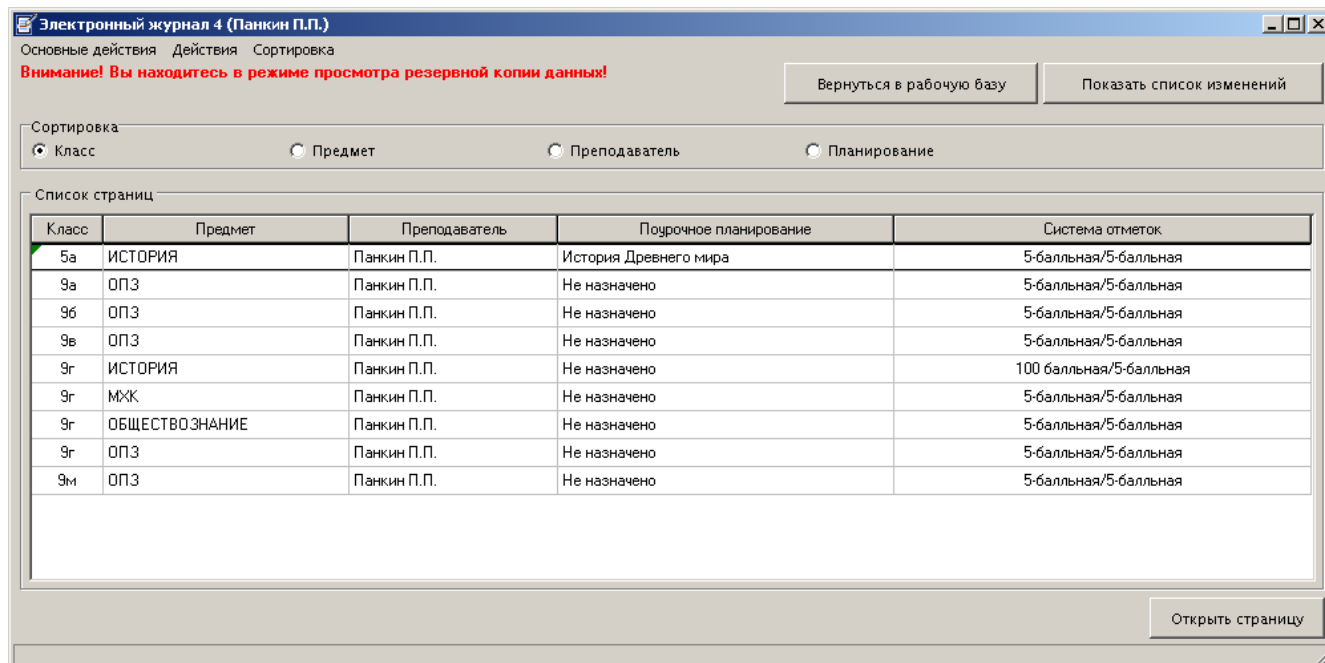 Электронный журнал 4 (Панкин П.П.)
Основные действия Действия Сортировка
Внимание! Вы находитесь в режиме просмотра резервной копии данных!
Вернуться в рабочую базу Показать список изменений
Сортировка
Класс Предмет Преподаватель Планирование
Список страниц
Класс Предмет Преподаватель Поурочное планирование Система отметок
5а ИСТОРИЯ Панкин П.П. История Древнего мира 5-балльная/5-балльная
9а ОПЗ Панкин П.П. Не назначено 5-балльная/5-балльная
9б ОПЗ Панкин П.П. Не назначено 5-балльная/5-балльная
9в ОПЗ Панкин П.П. Не назначено 5-балльная/5-балльная
9г ИСТОРИЯ Панкин П.П. Не назначено 100 балльная/5-балльная
9г МХК Панкин П.П. Не назначено 5-балльная/5-балльная
9г ОБЩЕСТВОЗНАНИЕ Панкин П.П. Не назначено 5-балльная/5-балльная
9г ОПЗ Панкин П.П. Не назначено 5-балльная/5-балльная
9м ОПЗ Панкин П.П. Не назначено 5-балльная/5-балльная
Открыть страницу